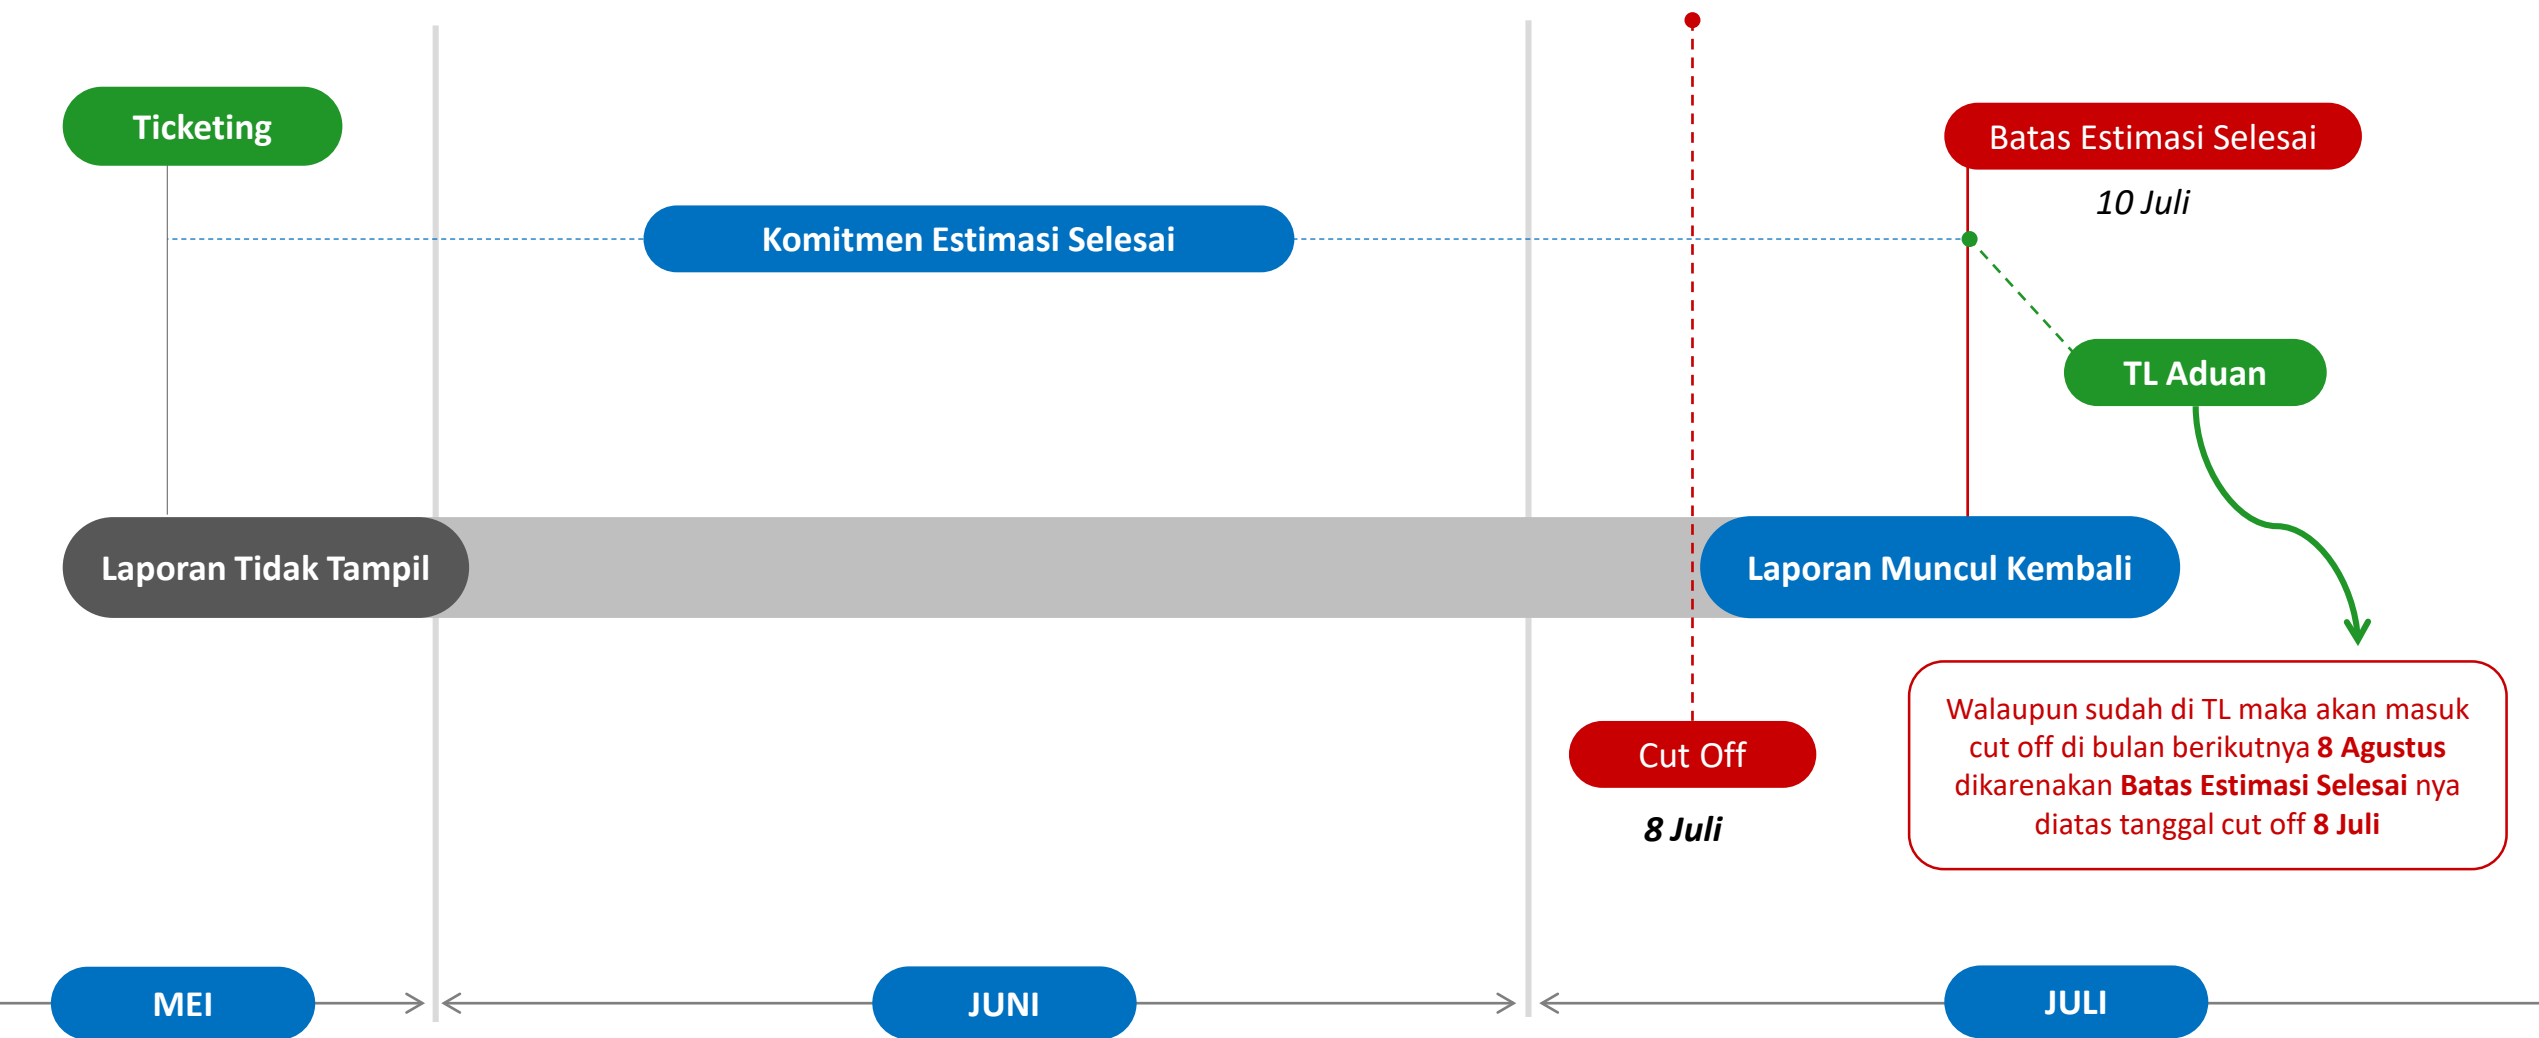 Ticketing
Batas Estimasi Selesai
10 Juli
Komitmen Estimasi Selesai
TL Aduan
Laporan Tidak Tampil
Laporan Muncul Kembali
Walaupun sudah di TL maka akan masuk
cut off di bulan berikutnya 8 Agustus
dikarenakan Batas Estimasi Selesai nya
diatas tanggal cut off 8 Juli
Cut Off
8 Juli
MEI
JUNI
JULI